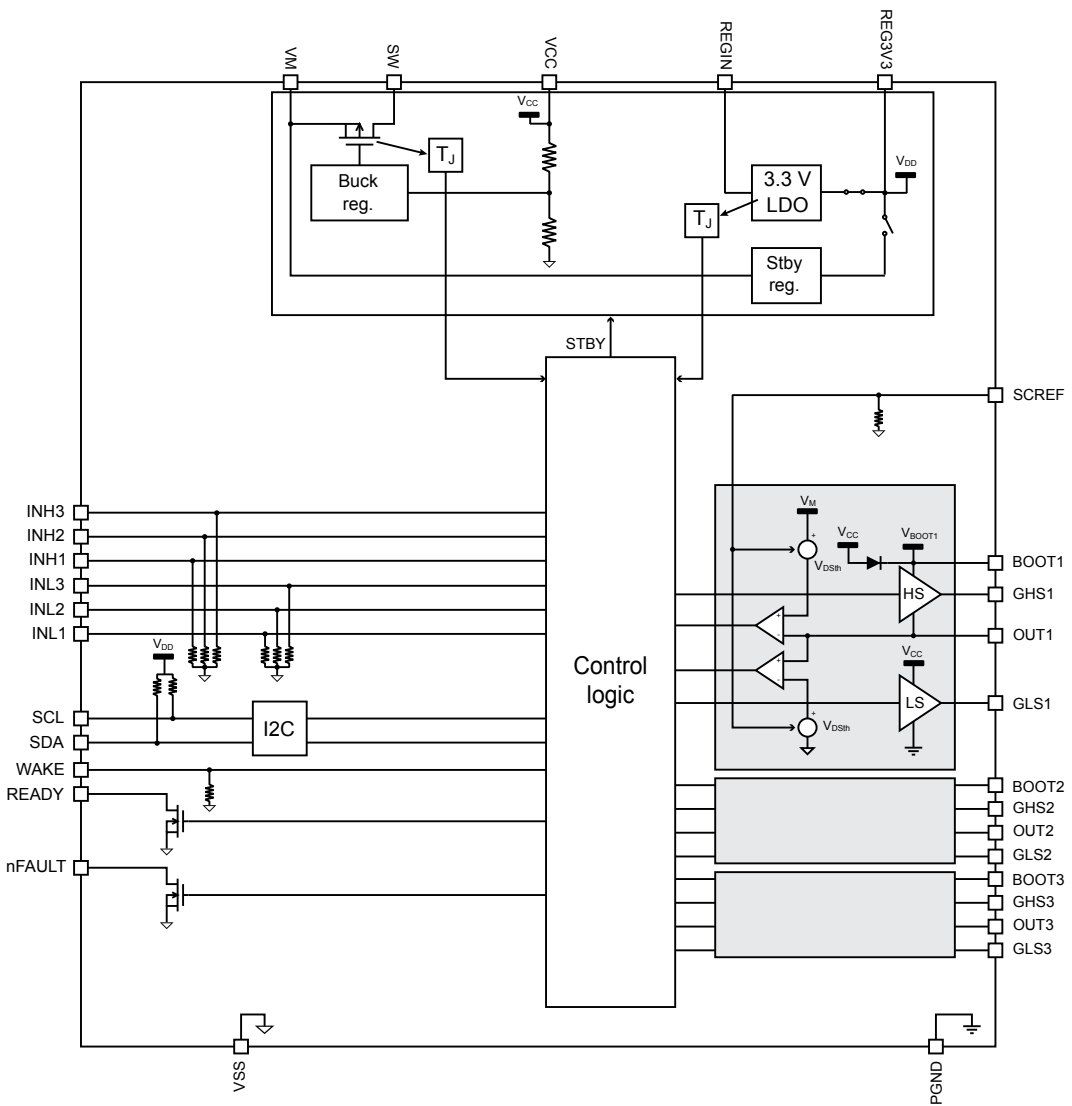 VM
SW
VCC
REGIN
REG3V3
VCC
TJ
Buck
reg.
3.3 V
LDO
VDD
TJ
Stby
reg.
STBY
SCREF
INH3
INH2
INH1
INL3
INL2
INL1
VDD
SCL
SDA
I2C
WAKE
READY
nFAULT
Control
logic
VM
+
VDSth
VCC
VBOOT1
HS
+
-
+
-
VCC
LS
+
VDSth
BOOT1
GHS1
OUT1
GLS1
BOOT2
GHS2
OUT2
GLS2
BOOT3
GHS3
OUT3
GLS3
VSS
PGND